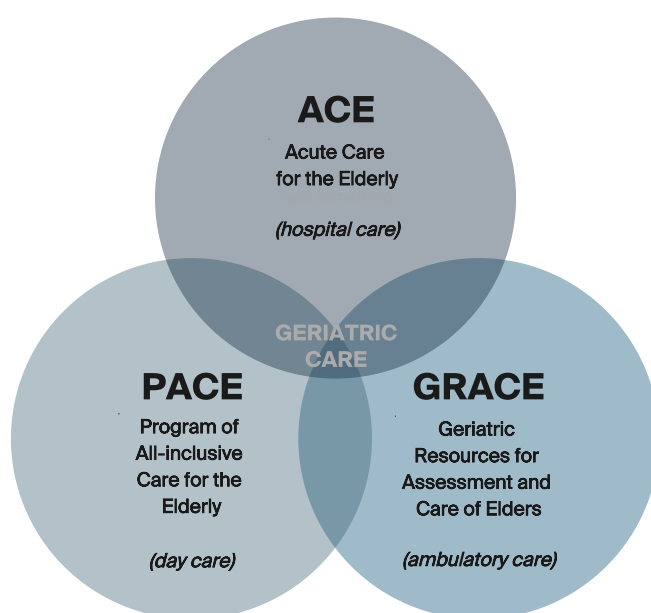 ACE
Acute Care
for the Elderly
(hospital care)
GERIATRIC
CARE
PACE
Program of
All-inclusive
Care for the
Elderly
(day care)
GRACE
Geriatric
Resources for
Assessment and
Care of Elders
(ambulatory care)